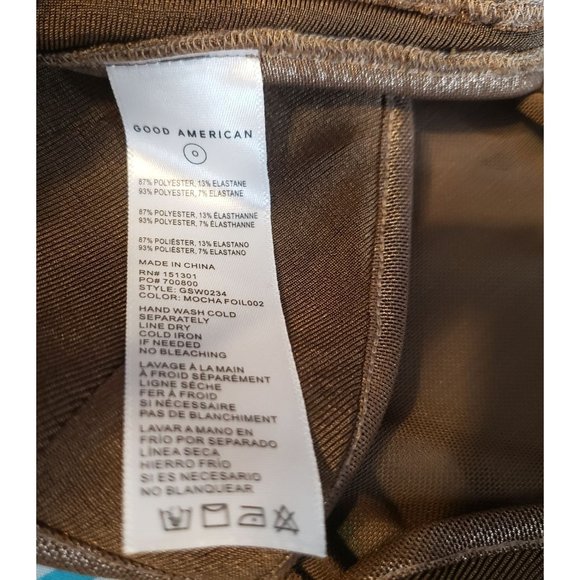 GOOD AMERICAN
0
87% POLYESTER, 13% ELASTANE
93% POLYESTER, 7% ELASTANE
87% POLYESTER, 13% ÉLASTHANNE
93% POLYESTER, 7% ÉLASTHANNE
87% POLIÉSTER, 13% ELASTANO
93% POLIÉSTER, 7% ELASTANO
MADE IN CHINA
RN# 151301
PO# 700800
STYLE: GSW0234
COLOR: MOCHA FOIL002
HAND WASH COLD
SEPARATELY
LINE DRY
COLD IRON
IF NEEDED
NO BLEACHING
LAVAGE À LA MAIN
À FROID SÉPARÉMENT
LIGNE SÈCHE
FER À FROID
SI NÉCESSAIRE
PAS DE BLANCHIMENT
LAVAR A MANO EN
FRÍO POR SEPARADO
LÍNEA SECA
HIERRO FRÍO
SI ES NECESARIO
NO BLANQUEAR